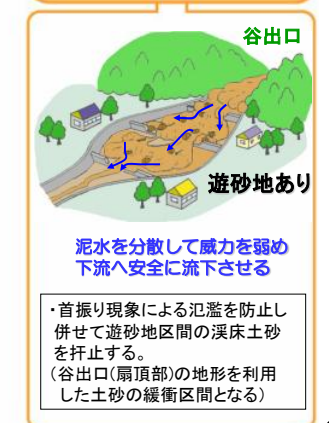 谷出口
遊砂地あり
泥水を分散して威力を弱め
下流へ安全に流下させる
・首振り現象による氾濫を防止し
併せて遊砂地区間の渓床土砂
を扞止する。
(谷出口(扇頂部)の地形を利用
した土砂の緩衝区間となる)